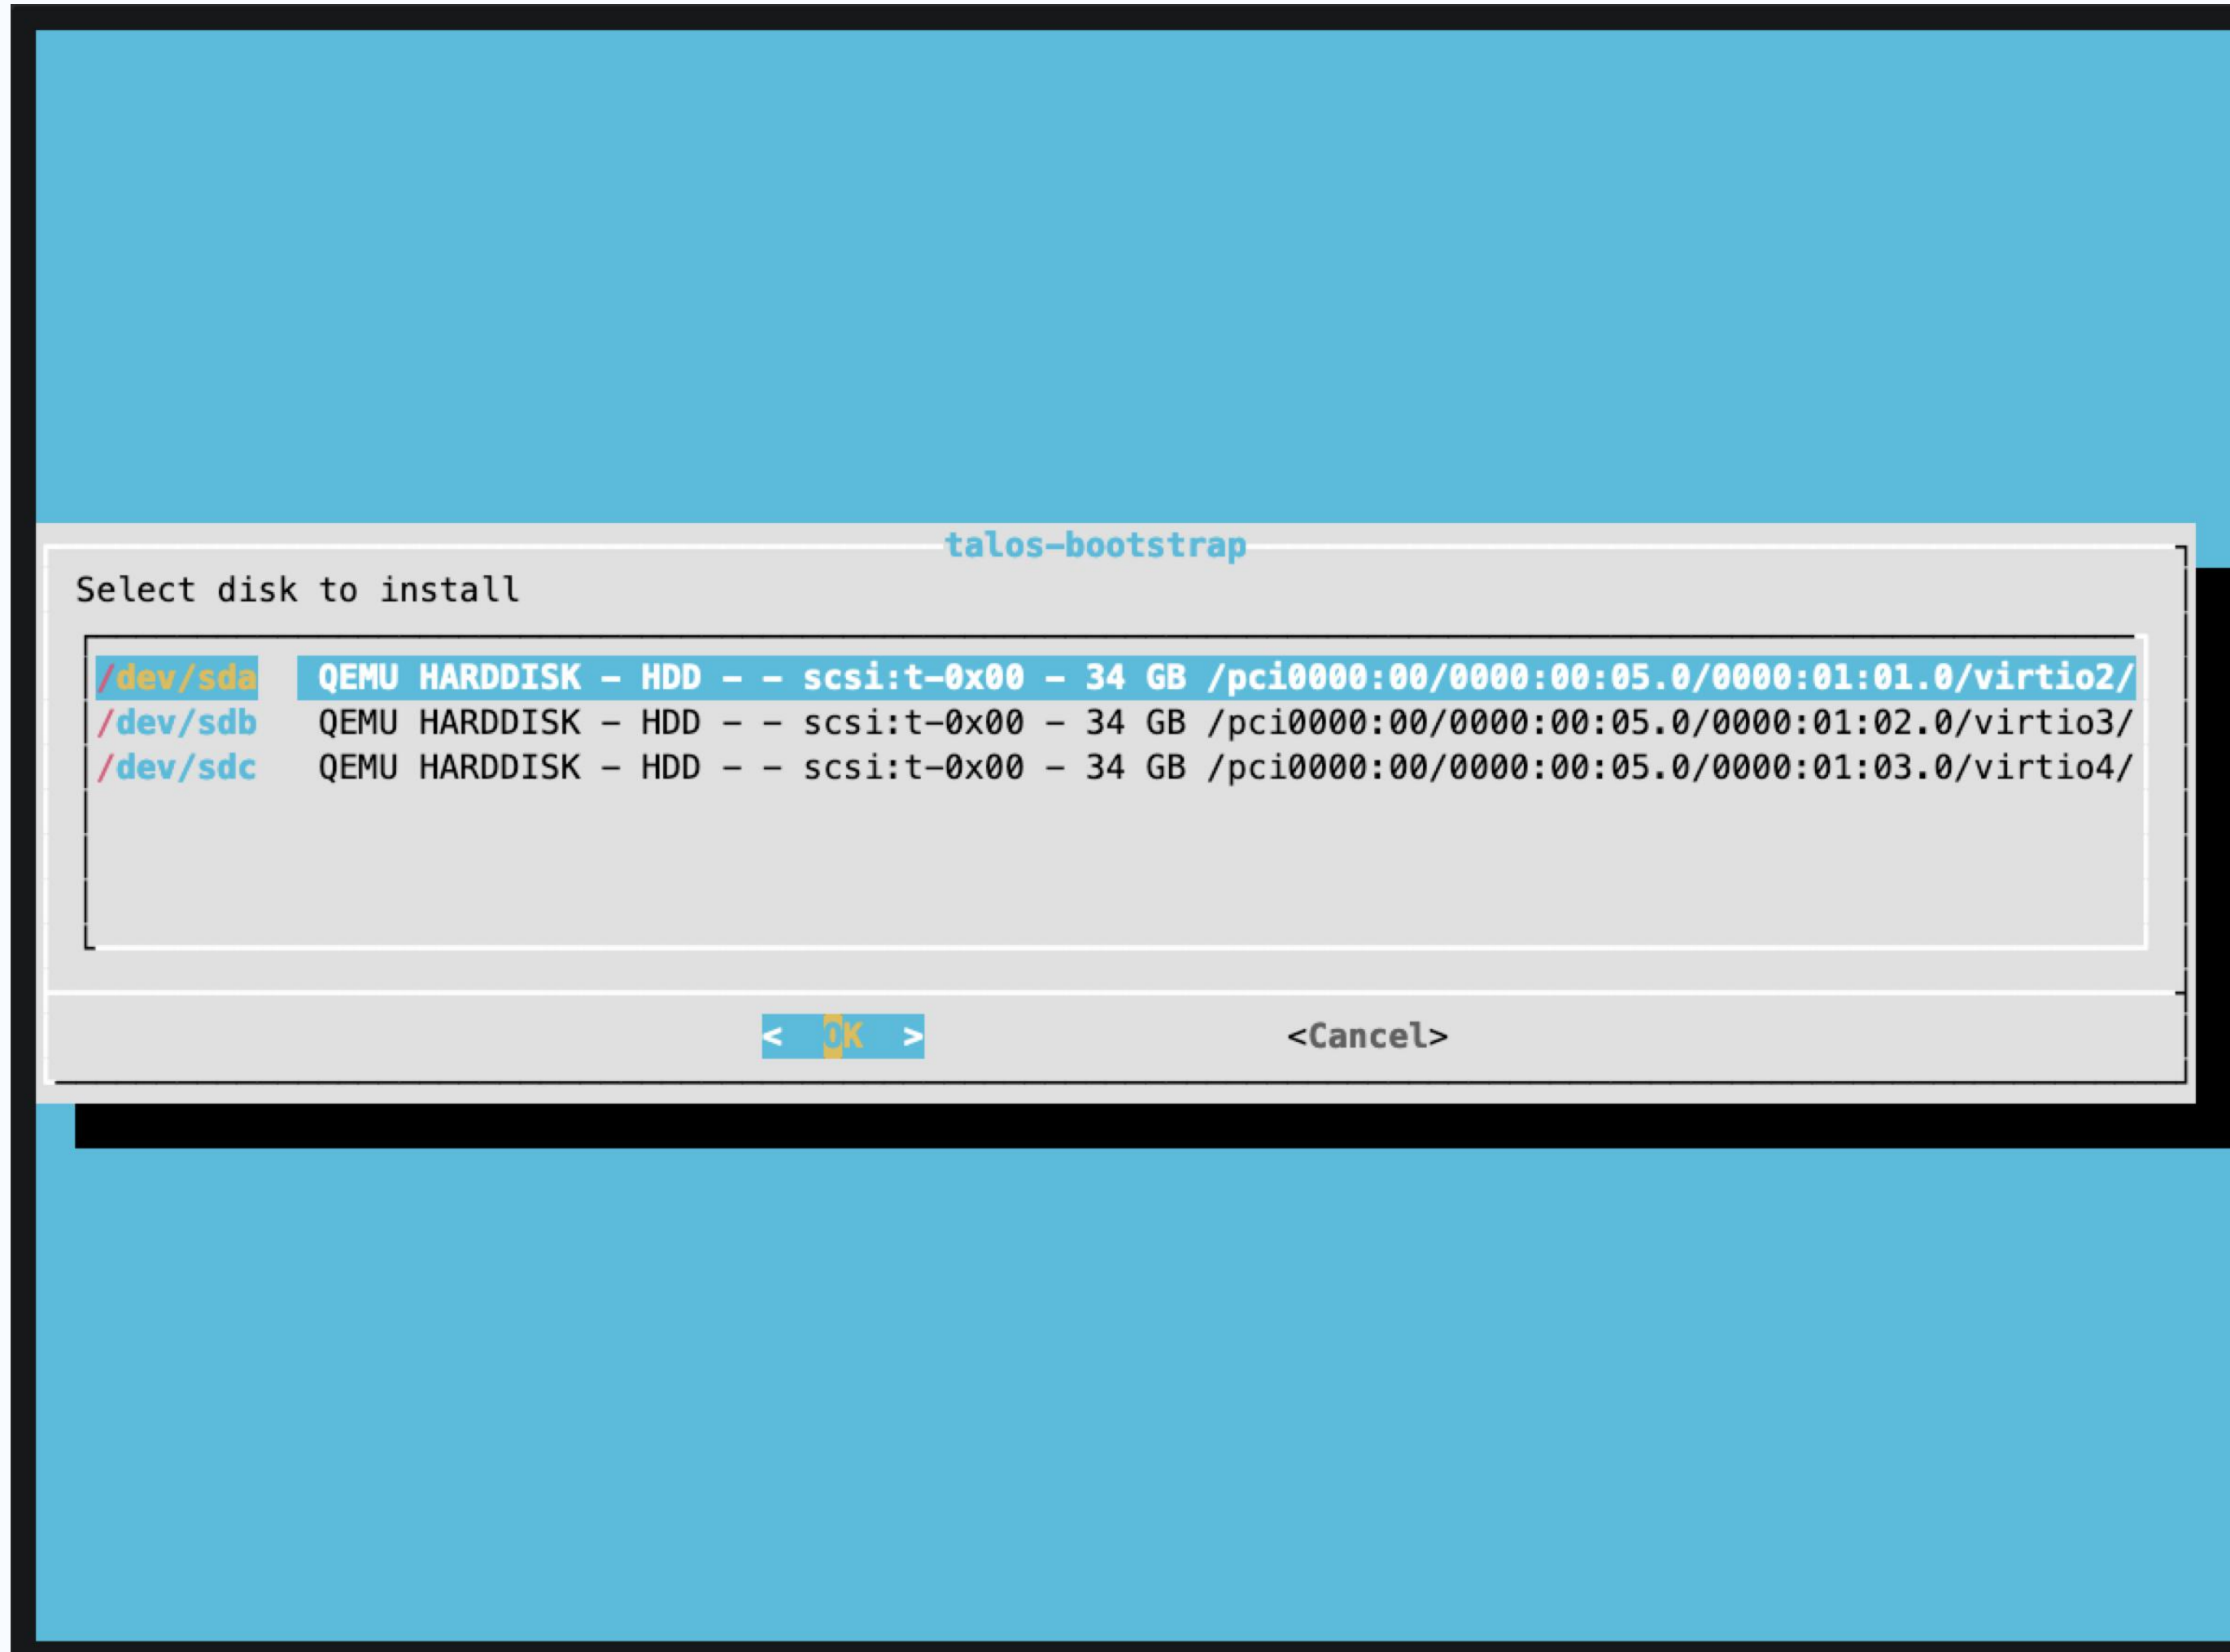 talos-bootstrap
Select disk to install
/dev/sda QEMU HARDDISK - HDD - - scsi:t-0x00 - 34 GB /pci0000:00/0000:00:05.0/0000:01:01.0/virtio2/
/dev/sdb QEMU HARDDISK - HDD - - scsi:t-0x00 - 34 GB /pci0000:00/0000:00:05.0/0000:01:02.0/virtio3/
/dev/sdc QEMU HARDDISK - HDD - - scsi:t-0x00 - 34 GB /pci0000:00/0000:00:05.0/0000:01:03.0/virtio4/
< OK > <Cancel>